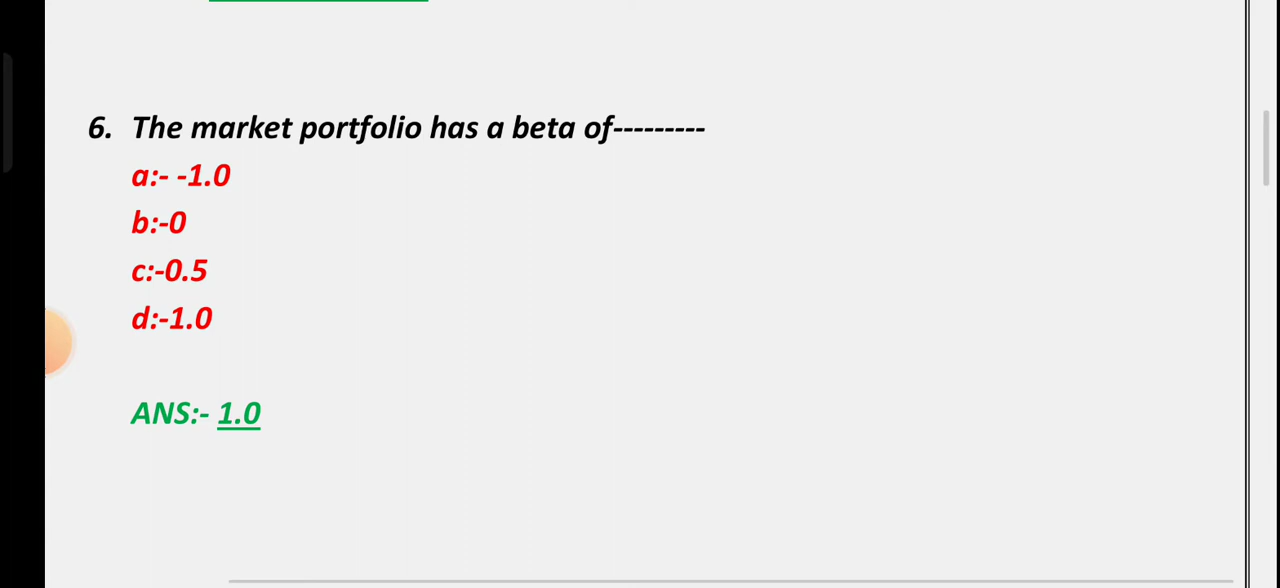 6. The market portfolio has a beta of---------
a:- -1.0
b:-0
c:-0.5
d:-1.0
ANS:- 1.0